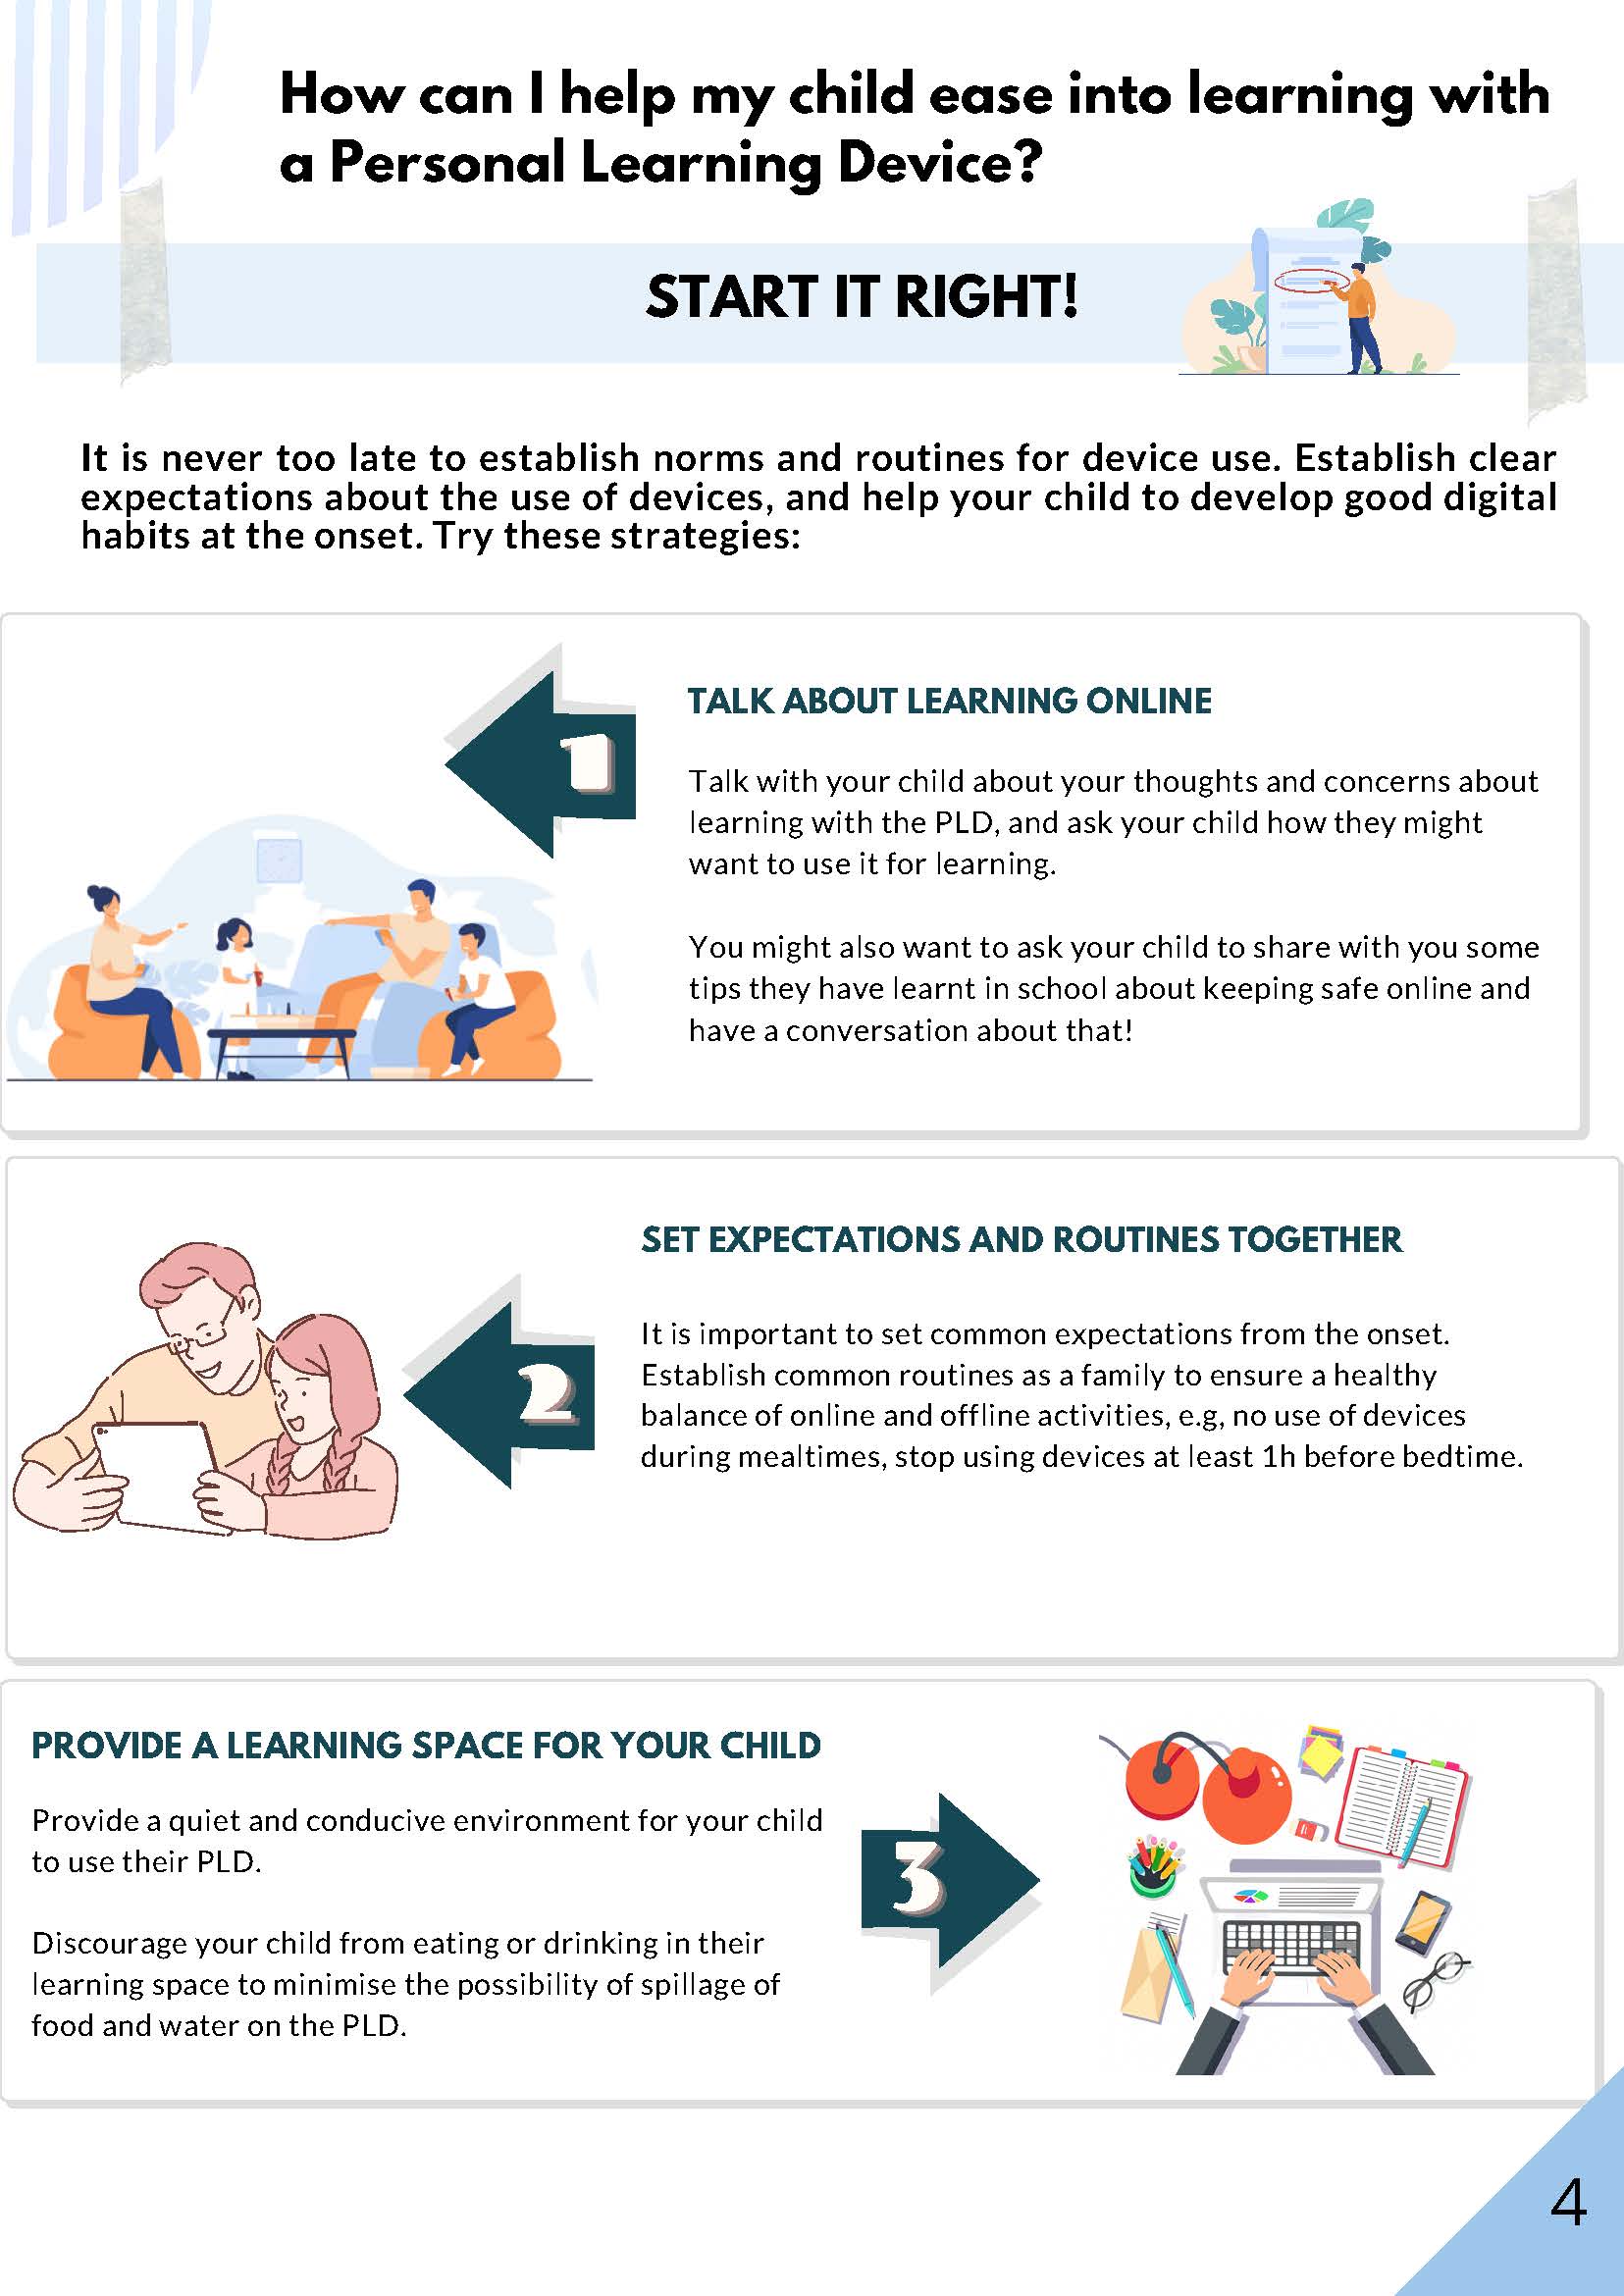 How can I help my child ease into learning with
a Personal Learning Device?
START IT RIGHT!
It is never too late to establish norms and routines for device use. Establish clear
expectations about the use of devices, and help your child to develop good digital
habits at the onset. Try these strategies:
1
TALK ABOUT LEARNING ONLINE
Talk with your child about your thoughts and concerns about
learning with the PLD, and ask your child how they might
want to use it for learning.
You might also want to ask your child to share with you some
tips they have learnt in school about keeping safe online and
have a conversation about that!
2
SET EXPECTATIONS AND ROUTINES TOGETHER
It is important to set common expectations from the onset.
Establish common routines as a family to ensure a healthy
balance of online and offline activities, e.g, no use of devices
during mealtimes, stop using devices at least 1h before bedtime.
PROVIDE A LEARNING SPACE FOR YOUR CHILD
Provide a quiet and conducive environment for your child
to use their PLD.
Discourage your child from eating or drinking in their
learning space to minimise the possibility of spillage of
food and water on the PLD.
3
4